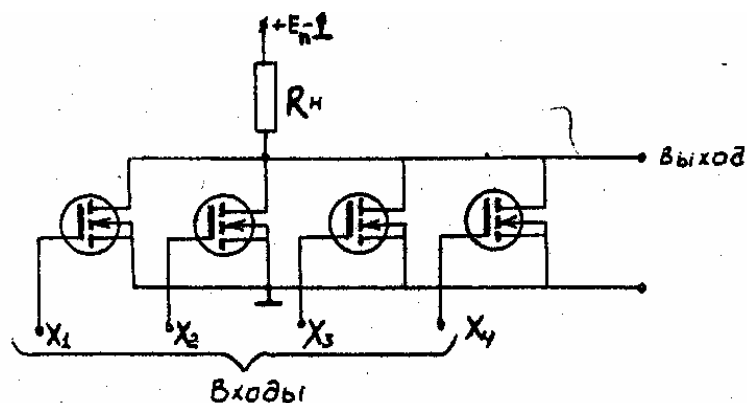 +Eп-1
Rн
Выход
X1 X2 X3 X4
Входы